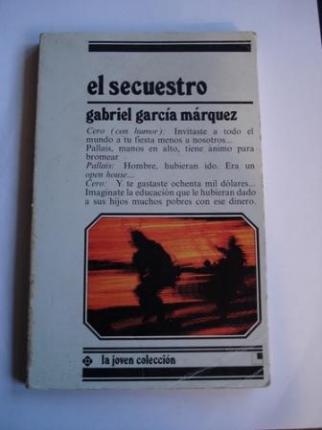 el secuestro
gabriel garcía márquez
Cero (con humor): Invitaste a todo el
mundo a tu fiesta menos a nosotros...
Pallais, manos en alto, tiene ánimo para
bromear
Pallais: Hombre, hubieran ido. Era un
open house...
Cero: Y te gastaste ochenta mil dólares...
Imagínate la educación que le hubieran dado
a sus hijos muchos pobres con ese dinero.
la joven colección